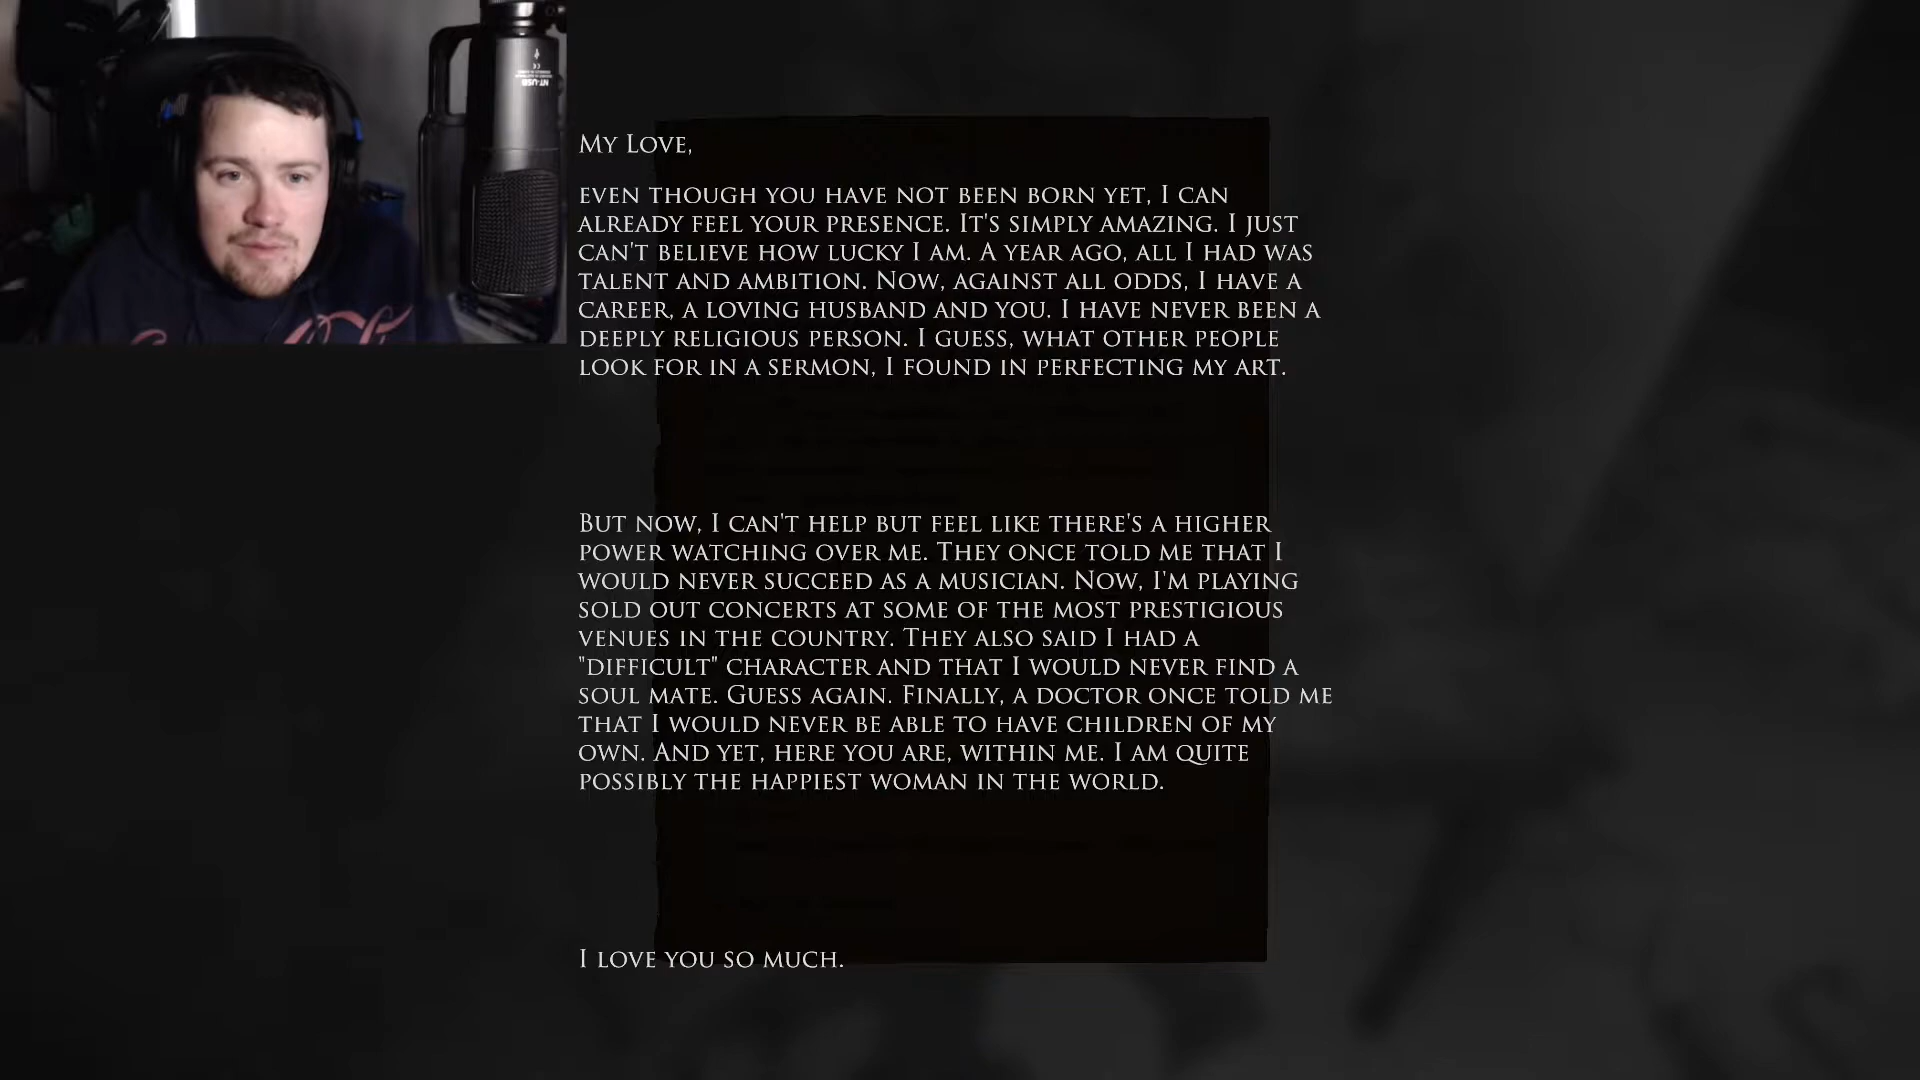 NT-USB
My Love,
even though you have not been born yet, I can
already feel your presence. It's simply amazing. I just
can't believe how lucky I am. A year ago, all I had was
talent and ambition. Now, against all odds, I have a
career, a loving husband and you. I have never been a
deeply religious person. I guess, what other people
look for in a sermon, I found in perfecting my art.
But now, I can't help but feel like there's a higher
power watching over me. They once told me that I
would never succeed as a musician. Now, I'm playing
sold out concerts at some of the most prestigious
venues in the country. They also said I had a
"difficult" character and that I would never find a
soul mate. Guess again. Finally, a doctor once told me
that I would never be able to have children of my
own. And yet, here you are, within me. I am quite
possibly the happiest woman in the world.
I love you so much.